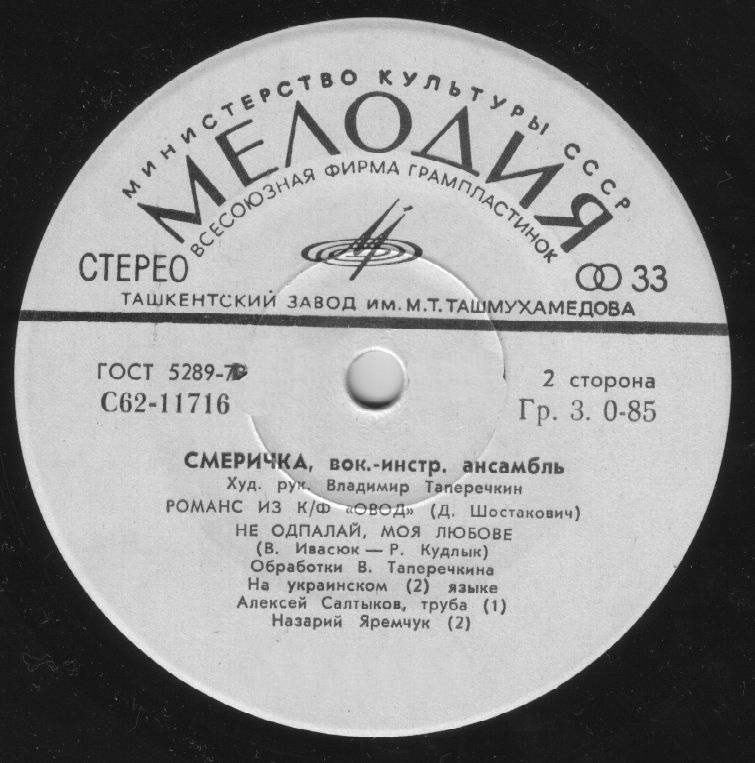 МИНИСТЕРСТВО КУЛЬТУРЫ СССР
МЕЛОДИЯ
ВСЕСОЮЗНАЯ ФИРМА ГРАМПЛАСТИНОК
СТЕРЕО
33
ТАШКЕНТСКИЙ ЗАВОД ИМ. М.Т.ТАШМУХАМЕДОВА
ГОСТ
2 сторона
С62-11716
Гр. 3. 0-85
СМЕРИЧКА, вок.-инстр. ансамбль
Худ. рук. Владимир Таперечкин
РОМАНС ИЗ К/Ф «ОВОД» (Д. Шостакович)
НЕ ОДПАЛАЙ, МОЯ ЛЮБОВЕ
(В. Ивасюк — Р. Кудлык)
Обработки В. Таперечкина
На украинском (2) языке
Алексей Салтыков, труба (1)
Назарий Яремчук (2)